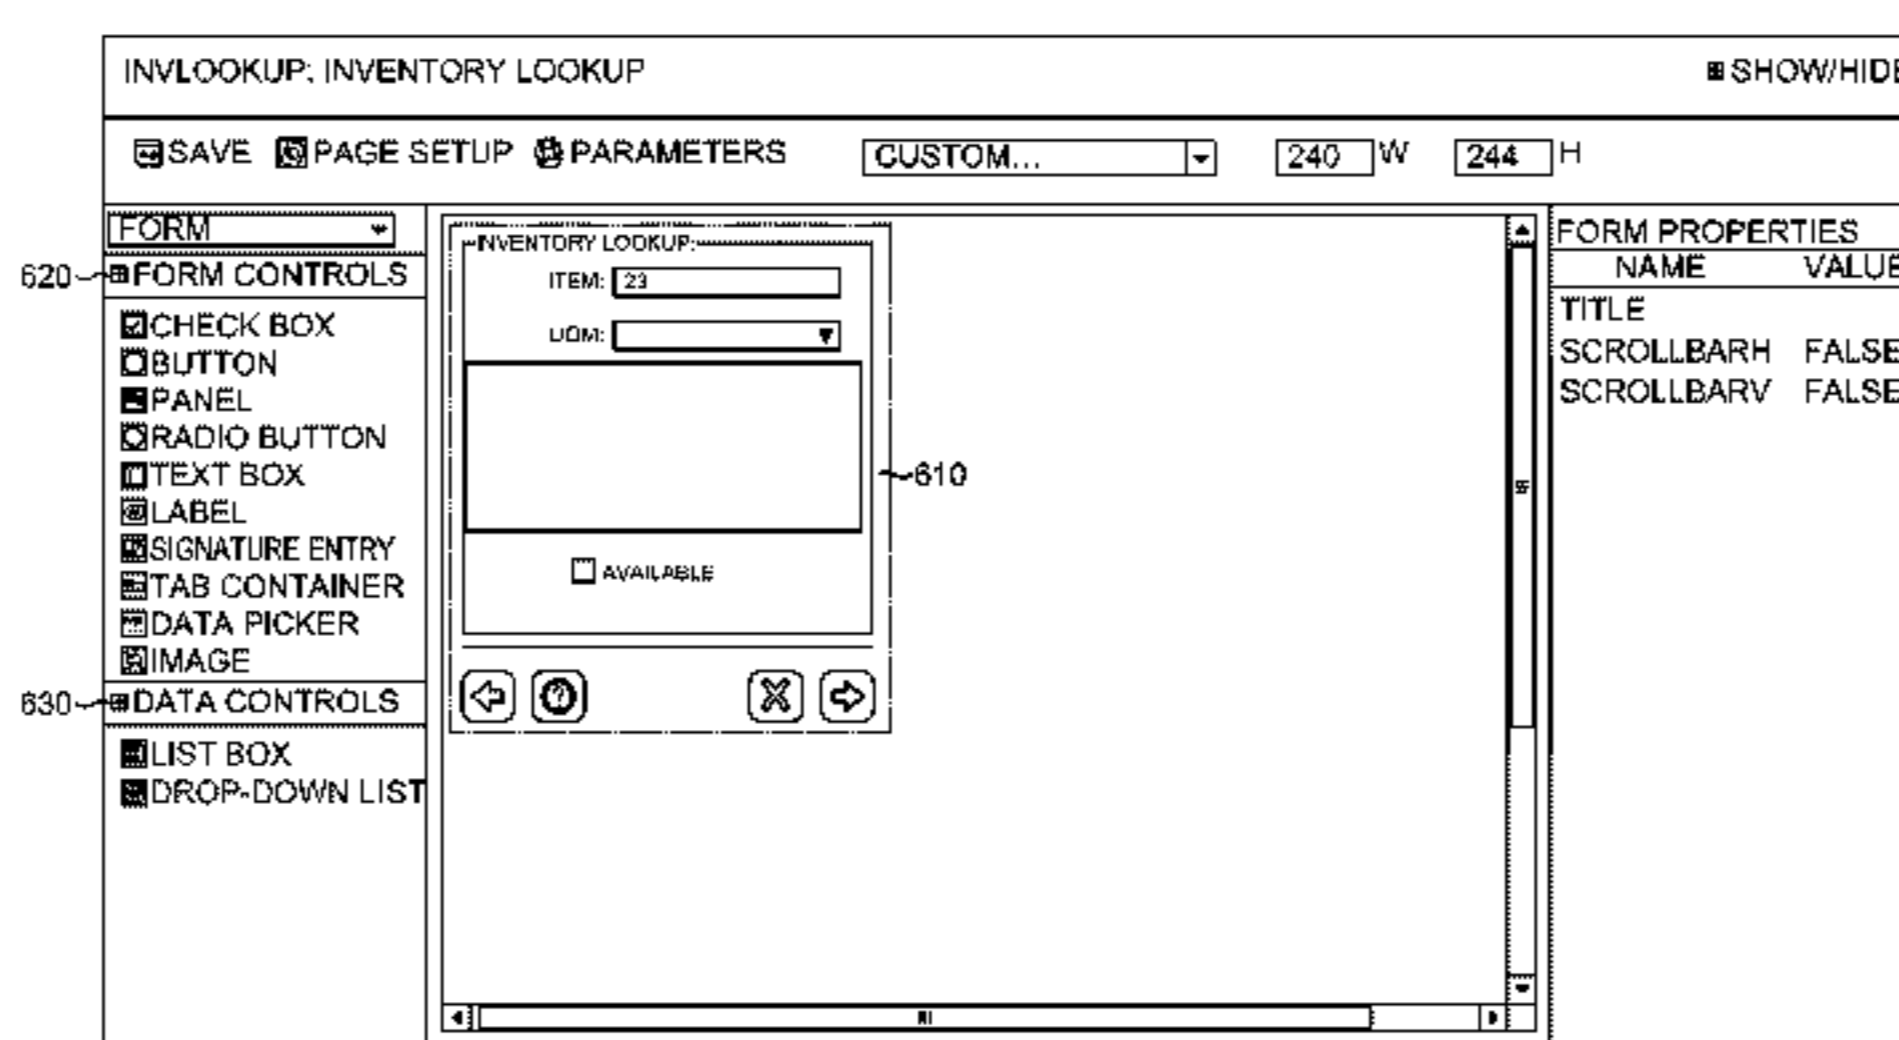 INVLOOKUP: INVENTORY LOOKUP
SHOW/HIDE
SAVE PAGE SETUP PARAMETERS CUSTOM... 240 W 244 H
FORM
620
FORM CONTROLS
CHECK BOX
BUTTON
PANEL
RADIO BUTTON
TEXT BOX
LABEL
SIGNATURE ENTRY
TAB CONTAINER
DATA PICKER
IMAGE
630
DATA CONTROLS
LIST BOX
DROP-DOWN LIST
INVENTORY LOOKUP:
ITEM: 23
UOM:
610
AVAILABLE
FORM PROPERTIES
NAME VALUE
TITLE
SCROLLBARH FALSE
SCROLLBARV FALSE